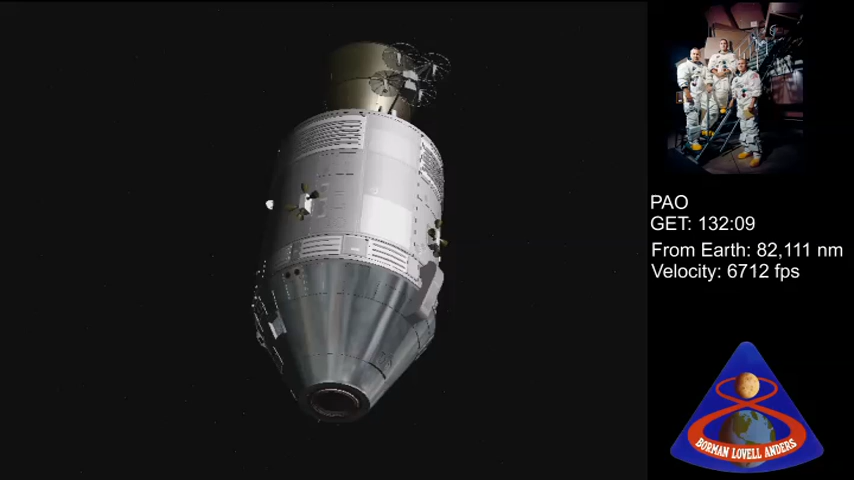 PAO
GET: 132:09
From Earth: 82,111 nm
Velocity: 6712 fps
BORMAN LOVELL ANDERS